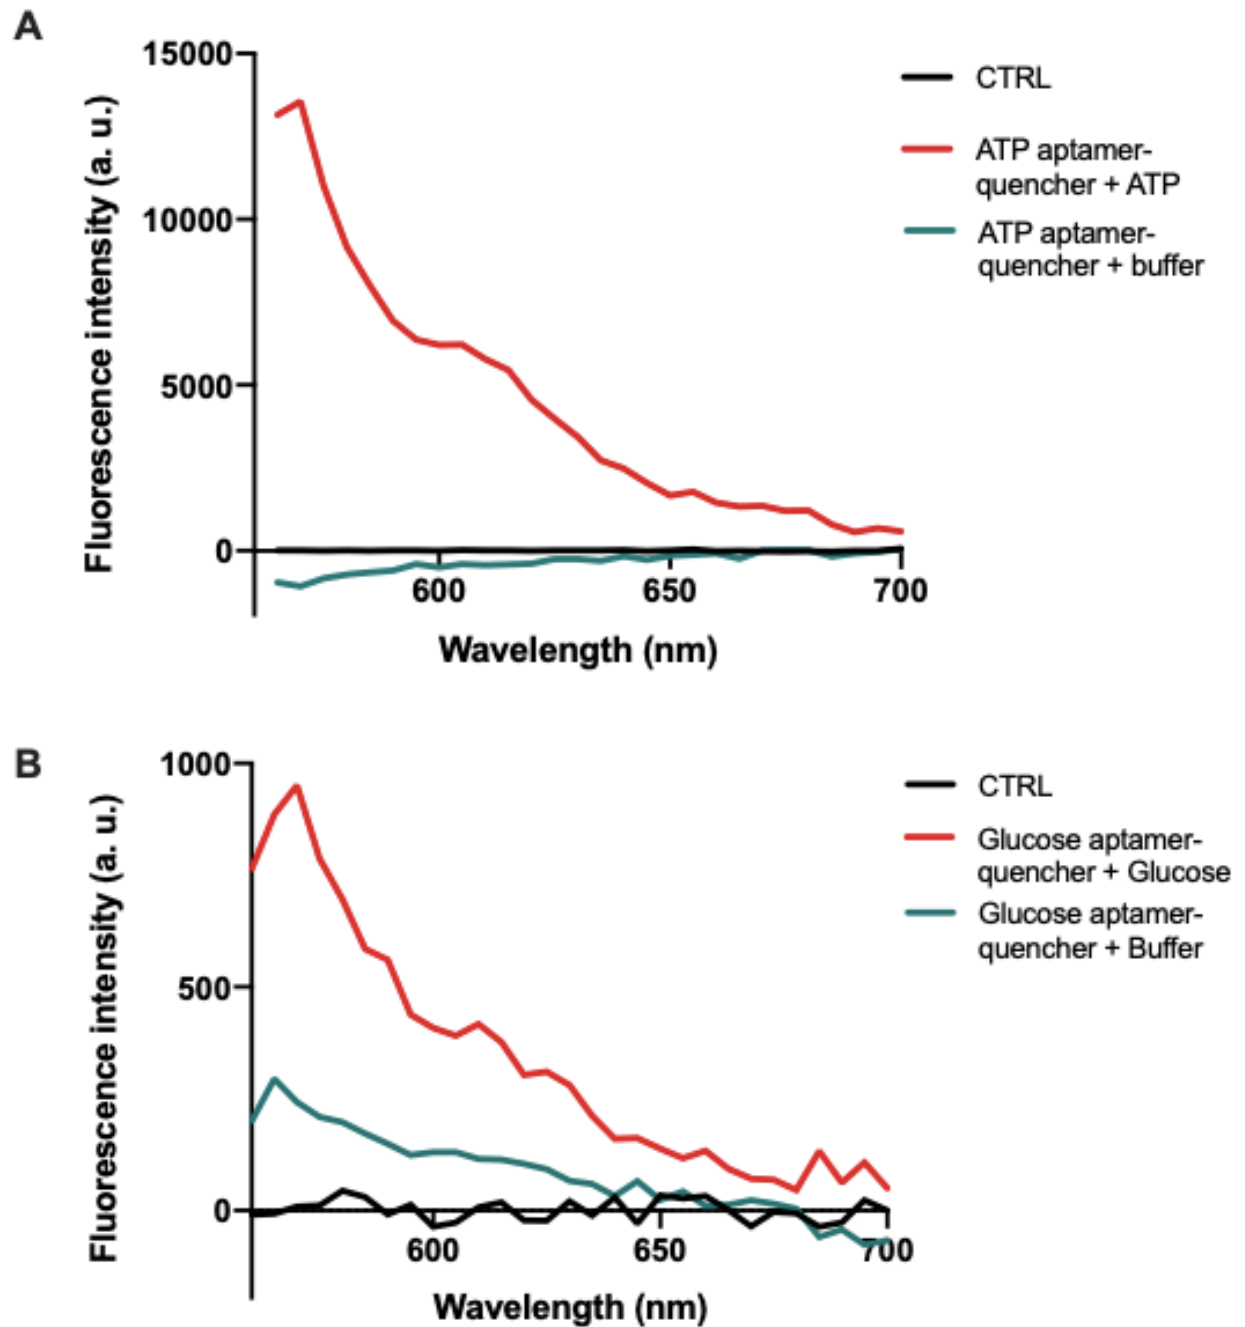 A
15000
10000
5000
0
600
650
700
Fluorescence intensity (a. u.)
Wavelength (nm)
CTRL
ATP aptamer-
quencher + ATP
ATP aptamer-
quencher + buffer
B
1000
500
0
600
650
700
Fluorescence intensity (a. u.)
Wavelength (nm)
CTRL
Glucose aptamer-
quencher + Glucose
Glucose aptamer-
quencher + Buffer